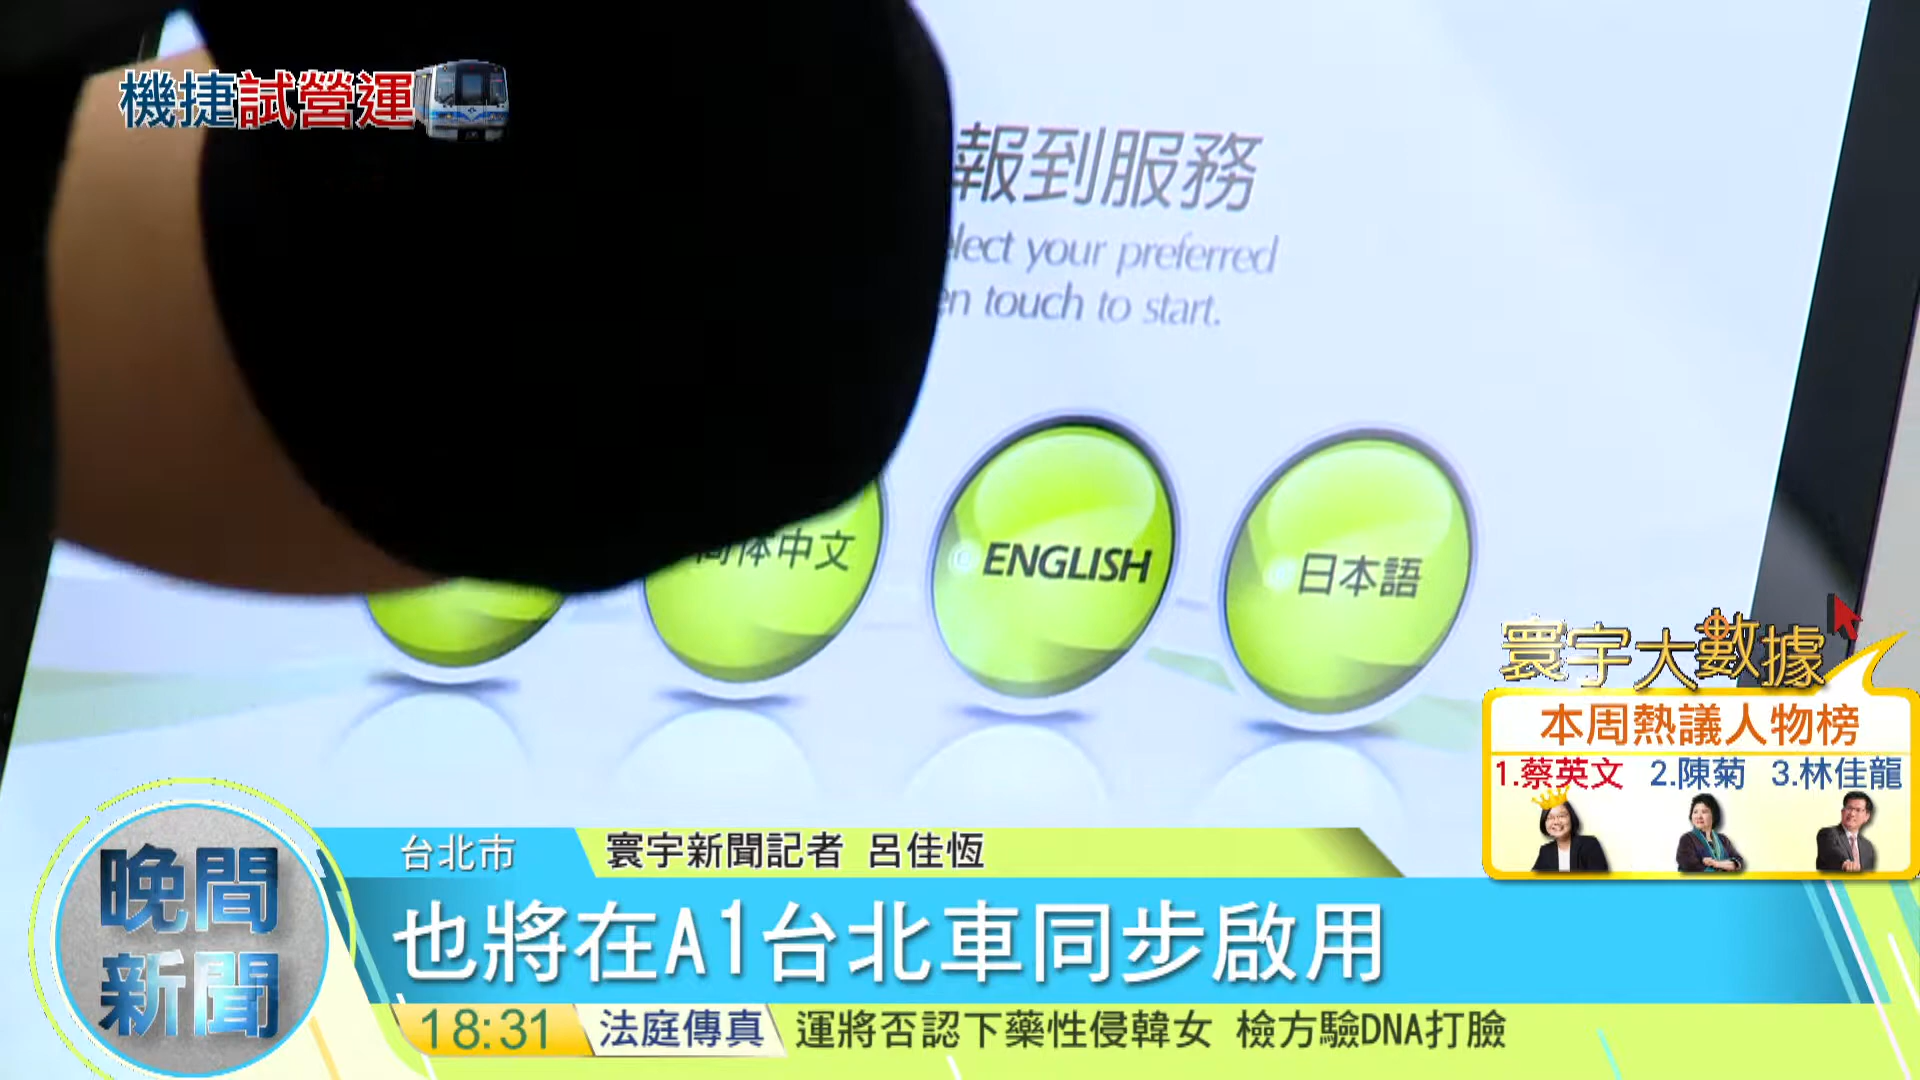 機捷試營運
報到服務
lect your preferred
en touch to start.
简体中文
ENGLISH
日本語
寰宇大數據
本周熱議人物榜
1.蔡英文 2.陳菊 3.林佳龍
台北市
寰宇新聞記者 呂佳恆
晚間
新聞
也將在A1台北車同步啟用
18:31 法庭傳真 運將否認下藥性侵韓女 檢方驗DNA打臉